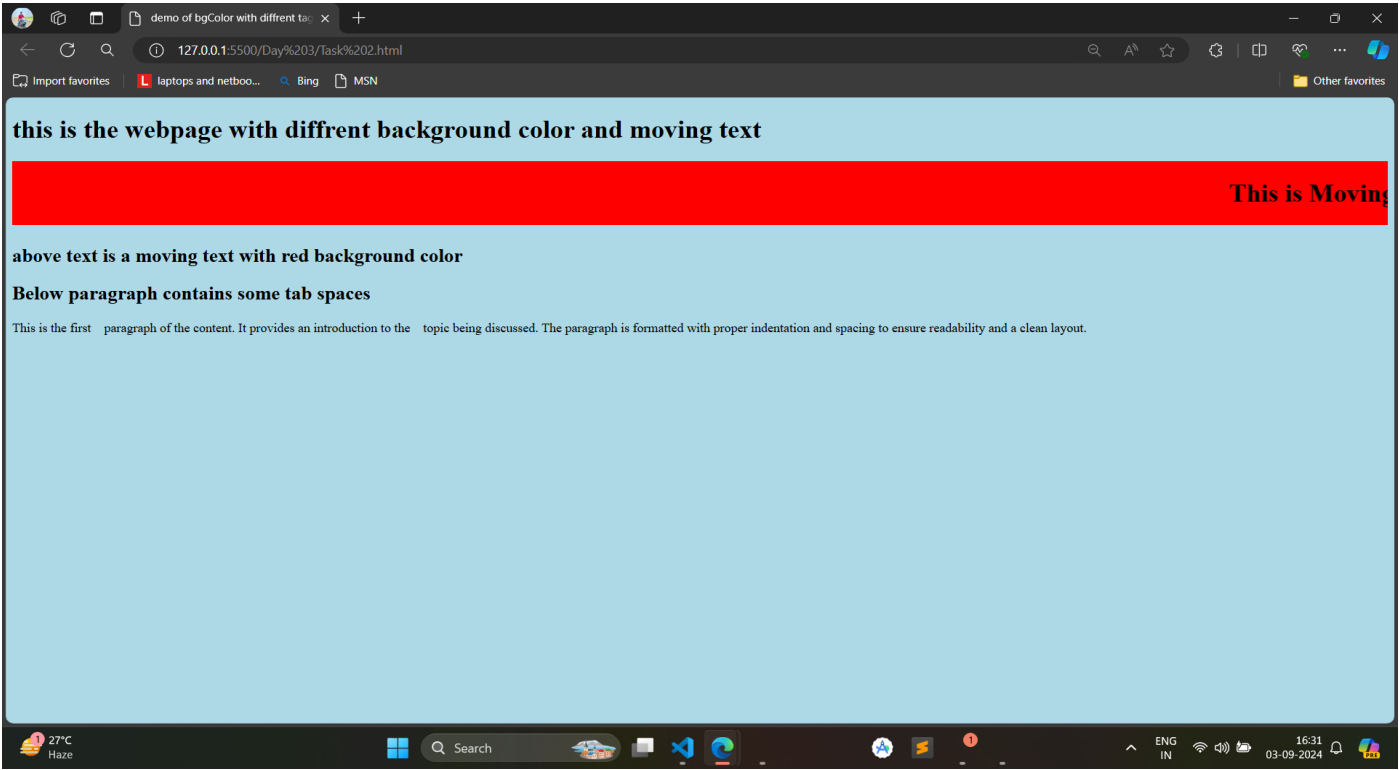 demo of bgColor with diffrent tag
127.0.0.1:5500/Day%203/Task%202.html
Import favorites
L laptops and netboo...
Bing
MSN
Other favorites
this is the webpage with diffrent background color and moving text
This is Moving
above text is a moving text with red background color
Below paragraph contains some tab spaces
This is the first paragraph of the content. It provides an introduction to the topic being discussed. The paragraph is formatted with proper indentation and spacing to ensure readability and a clean layout.
1
27°C
Haze
Search
1
ENG
IN
16:31
03-09-2024
PRE